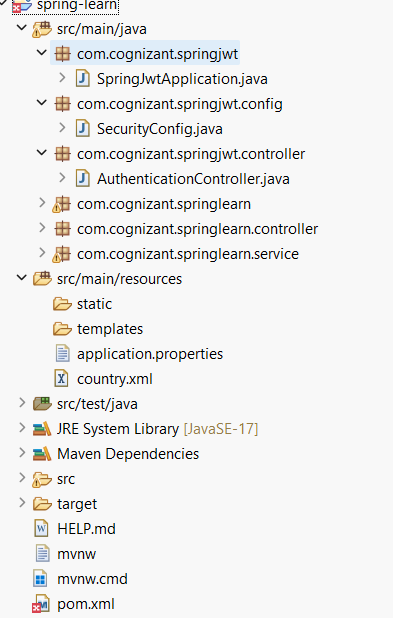 spring-learn
src/main/java
com.cognizant.springjwt
SpringJwtApplication.java
com.cognizant.springjwt.config
SecurityConfig.java
com.cognizant.springjwt.controller
AuthenticationController.java
com.cognizant.springlearn
com.cognizant.springlearn.controller
com.cognizant.springlearn.service
src/main/resources
static
templates
application.properties
country.xml
src/test/java
JRE System Library [JavaSE-17]
Maven Dependencies
src
target
HELP.md
mvnw
mvnw.cmd
pom.xml